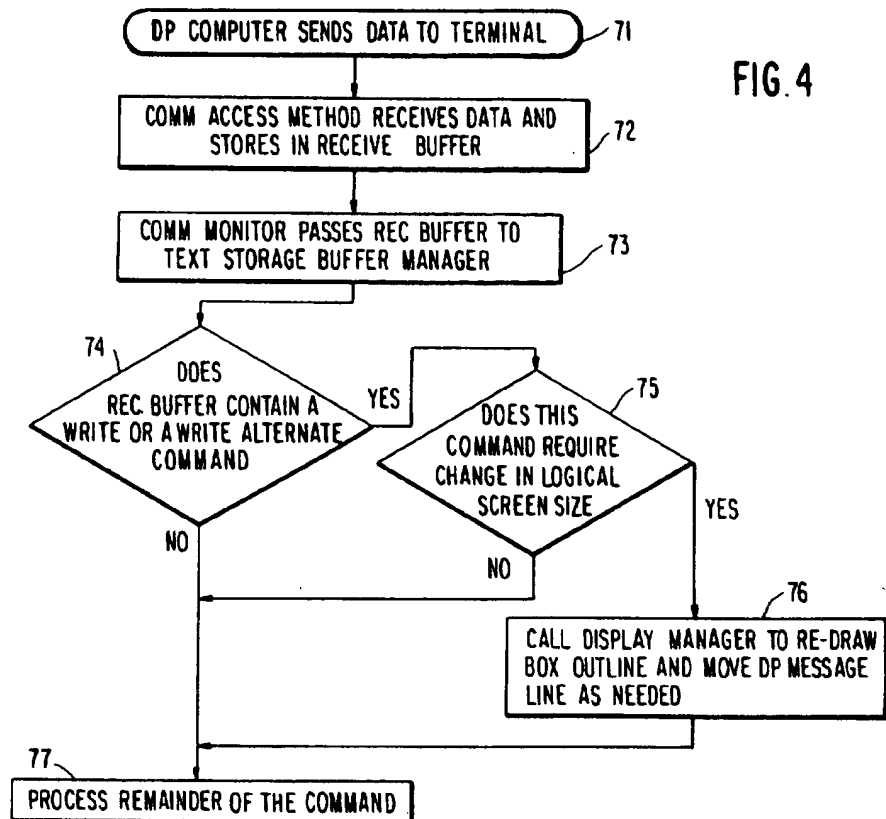 DP COMPUTER SENDS DATA TO TERMINAL
71
FIG. 4
COMM ACCESS METHOD RECEIVES DATA AND
STORES IN RECEIVE BUFFER
72
COMM MONITOR PASSES REC BUFFER TO
TEXT STORAGE BUFFER MANAGER
73
74
DOES
REC. BUFFER CONTAIN A
WRITE OR A WRITE ALTERNATE
COMMAND
YES
NO
75
DOES THIS
COMMAND REQUIRE
CHANGE IN LOGICAL
SCREEN SIZE
YES
NO
76
CALL DISPLAY MANAGER TO RE-DRAW
BOX OUTLINE AND MOVE DP MESSAGE
LINE AS NEEDED
77
PROCESS REMAINDER OF THE COMMAND